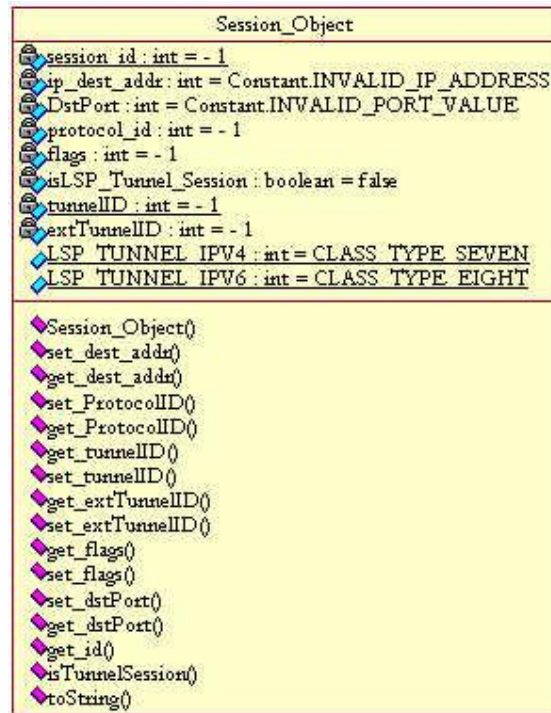 Session_Object
session_id : int = - 1
ip_dest_addr : int = Constant.INVALID_IP_ADDRESS
DstPort : int = Constant.INVALID_PORT_VALUE
protocol_id : int = - 1
flags : int = - 1
isLSP_Tunnel_Session : boolean = false
tunnelID : int = - 1
extTunnelID : int = - 1
LSP_TUNNEL_IPV4 : int = CLASS_TYPE_SEVEN
LSP_TUNNEL_IPV6 : int = CLASS_TYPE_EIGHT
Session_Object()
set_dest_addr()
get_dest_addr()
set_ProtocolID()
get_ProtocolID()
get_tunnelID()
set_tunnelID()
get_extTunnelID()
set_extTunnelID()
get_flags()
set_flags()
set_dstPort()
get_dstPort()
get_id()
isTunnelSession()
toString()